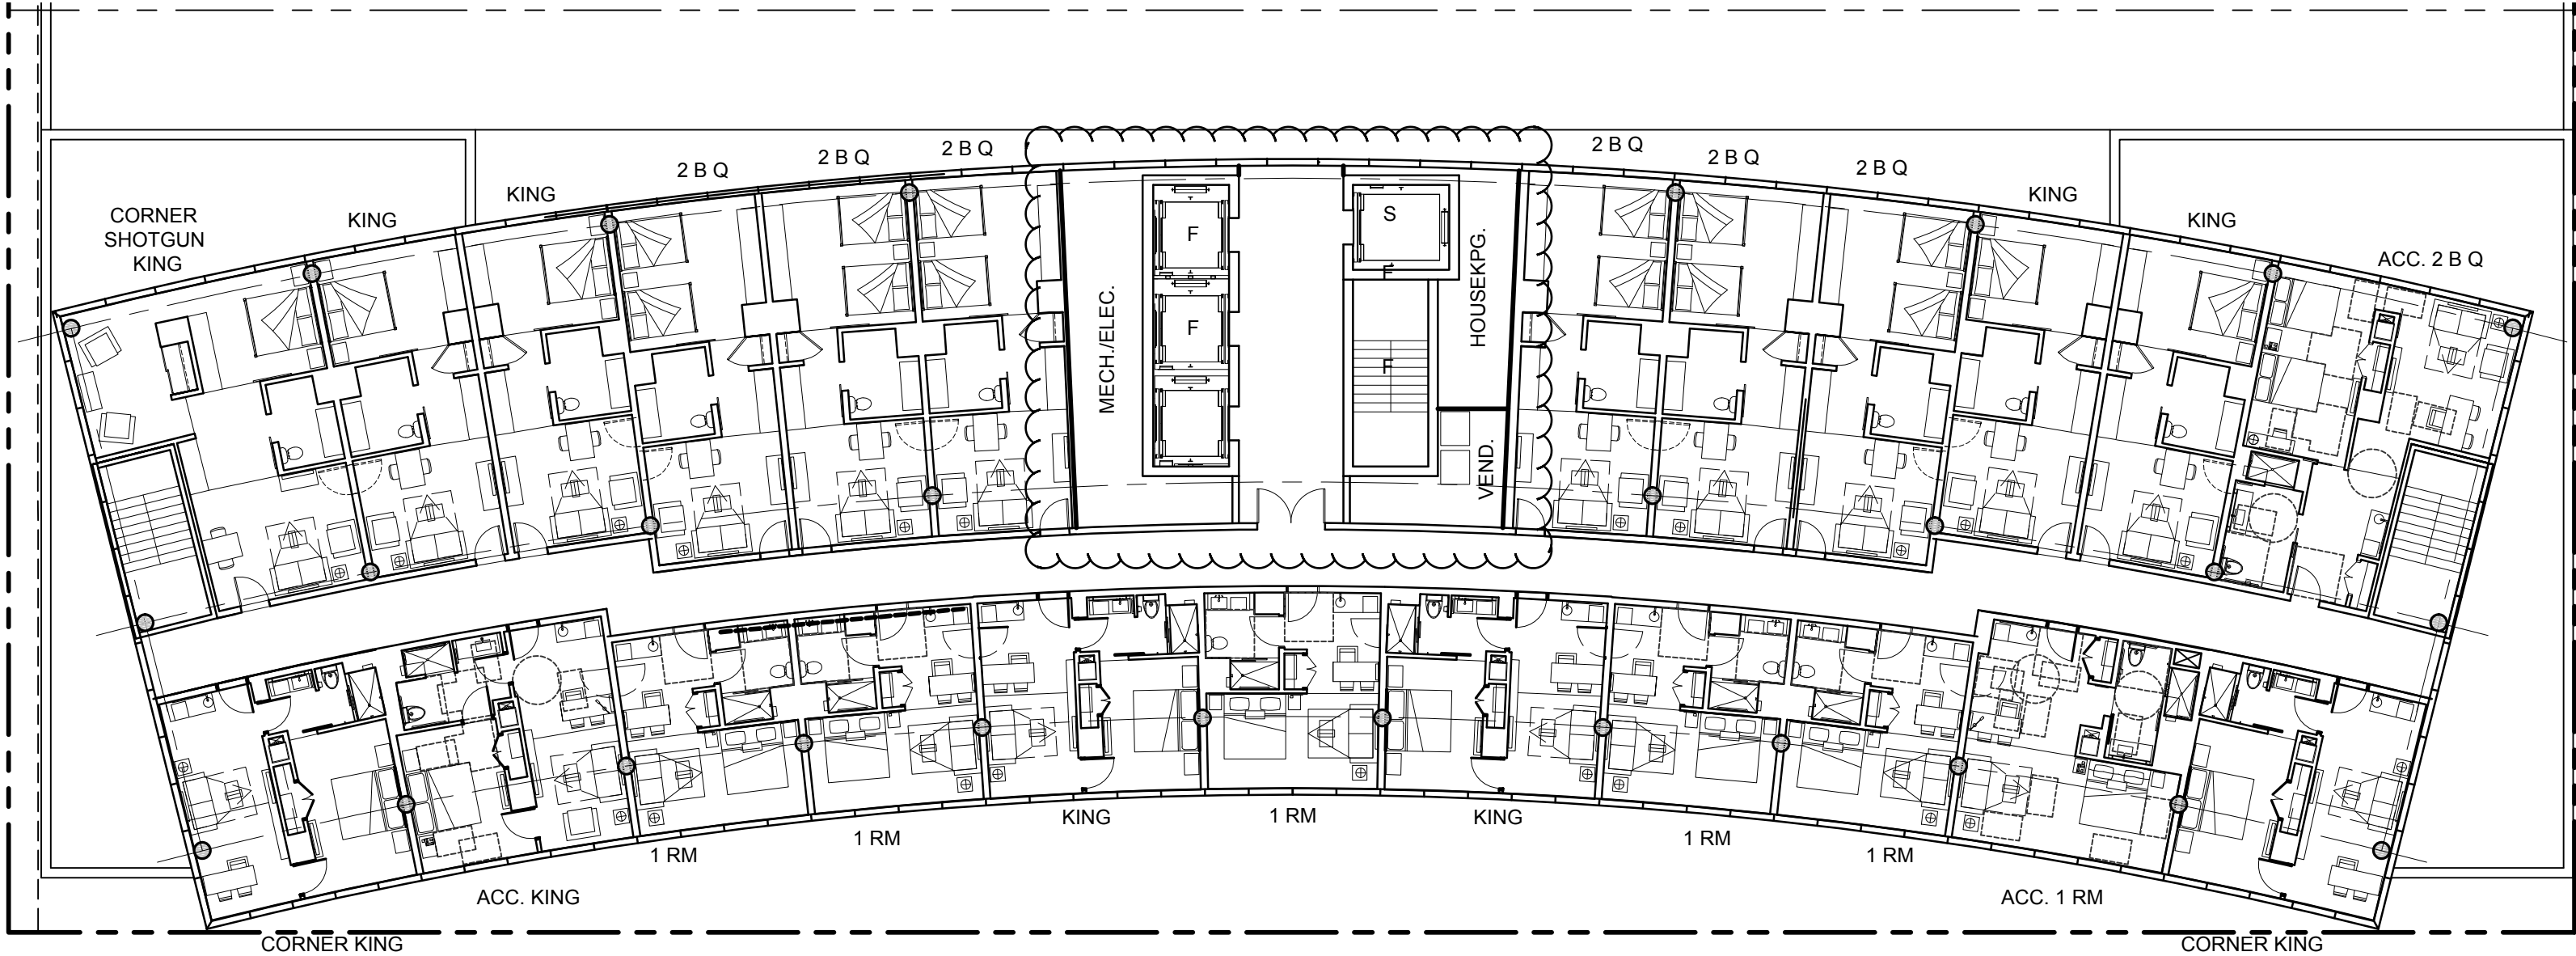 2 B Q
2 B Q
2 B Q
2 B Q
2 B Q
2 B Q
KING
KING
CORNER
SHOTGUN
KING
KING
KING
ACC. 2 B Q
S
F
F
F
F
MECH./ELEC.
HOUSEKPG.
VEND.
KING
1 RM
KING
1 RM
1 RM
1 RM
1 RM
ACC. KING
ACC. 1 RM
CORNER KING
CORNER KING